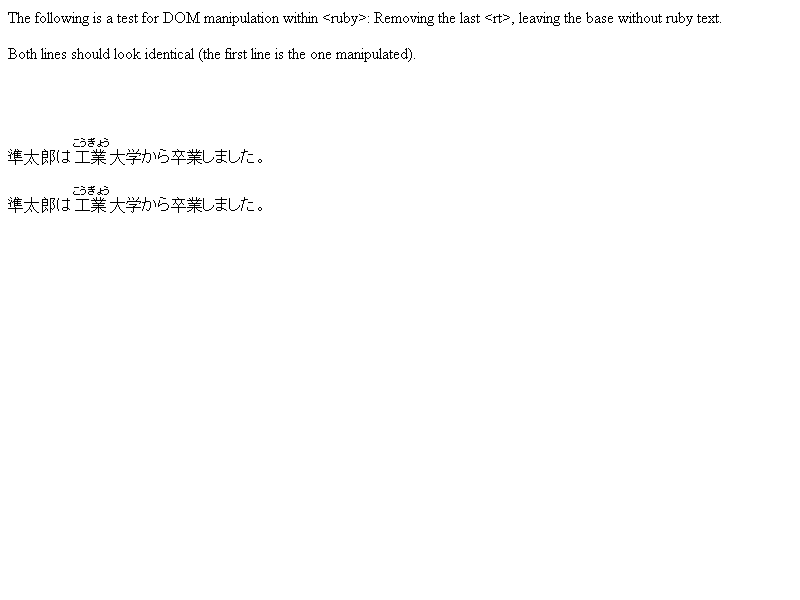 The following is a test for DOM manipulation within <ruby>: Removing the last <rt>, leaving the base without ruby text.
Both lines should look identical (the first line is the one manipulated).
こうぎょう
準太郎は工業大学から卒業しました。
こうぎょう
準太郎は工業大学から卒業しました。